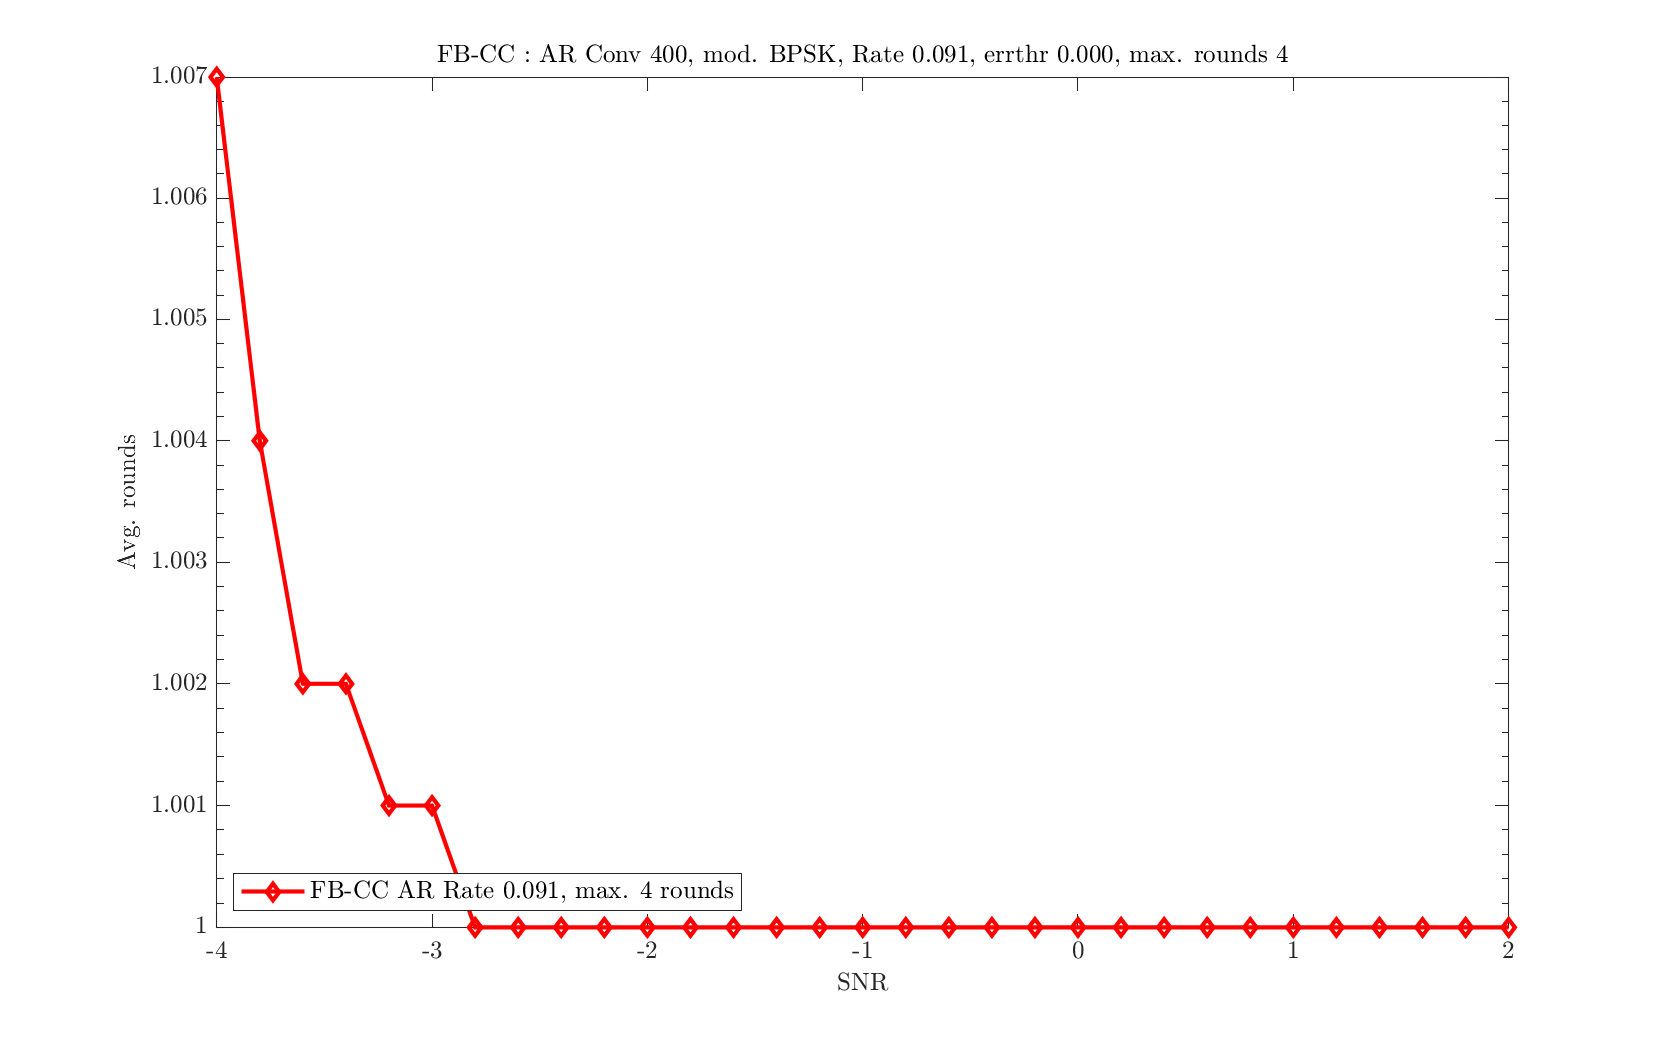 FB-CC : AR Conv 400, mod. BPSK, Rate 0.091, errthr 0.000, max. rounds 4
1.007
1.006
1.005
1.004
1.003
1.002
1.001
1
Avg. rounds
FB-CC AR Rate 0.091, max. 4 rounds
-4 -3 -2 -1 0 1 2
SNR